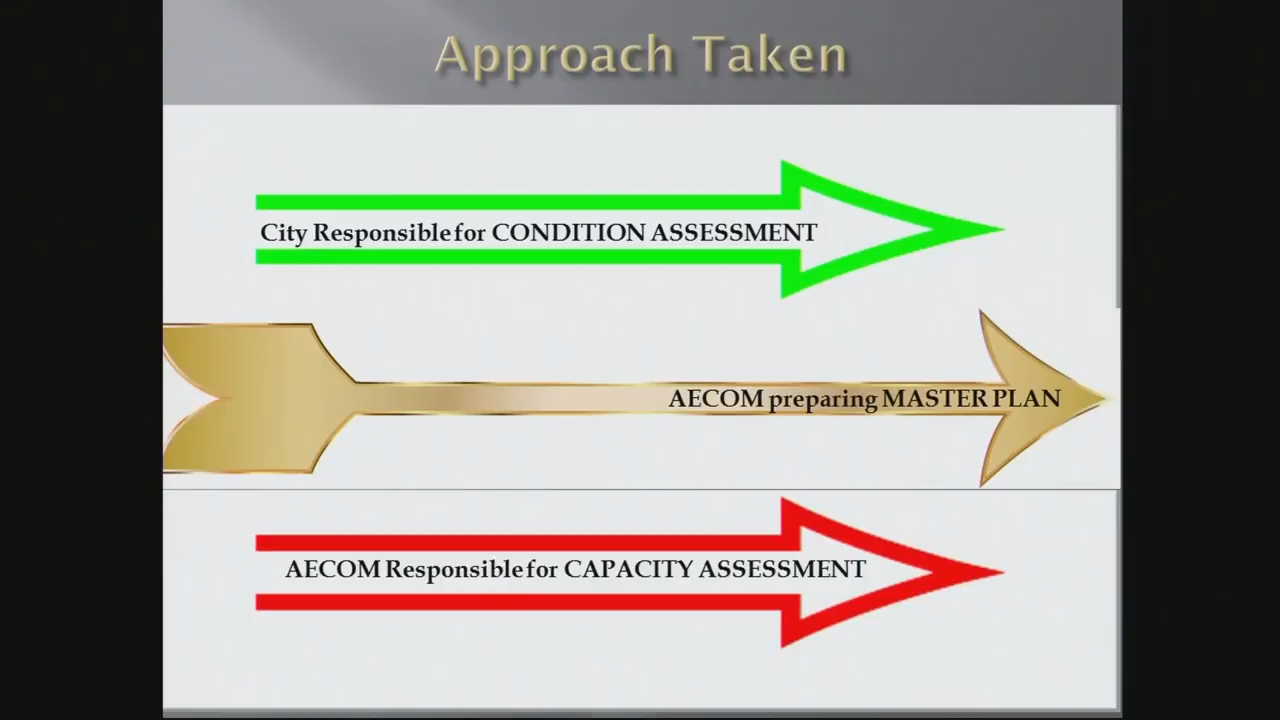 Approach Taken
City Responsible for CONDITION ASSESSMENT
AECOM preparing MASTER PLAN
AECOM Responsible for CAPACITY ASSESSMENT